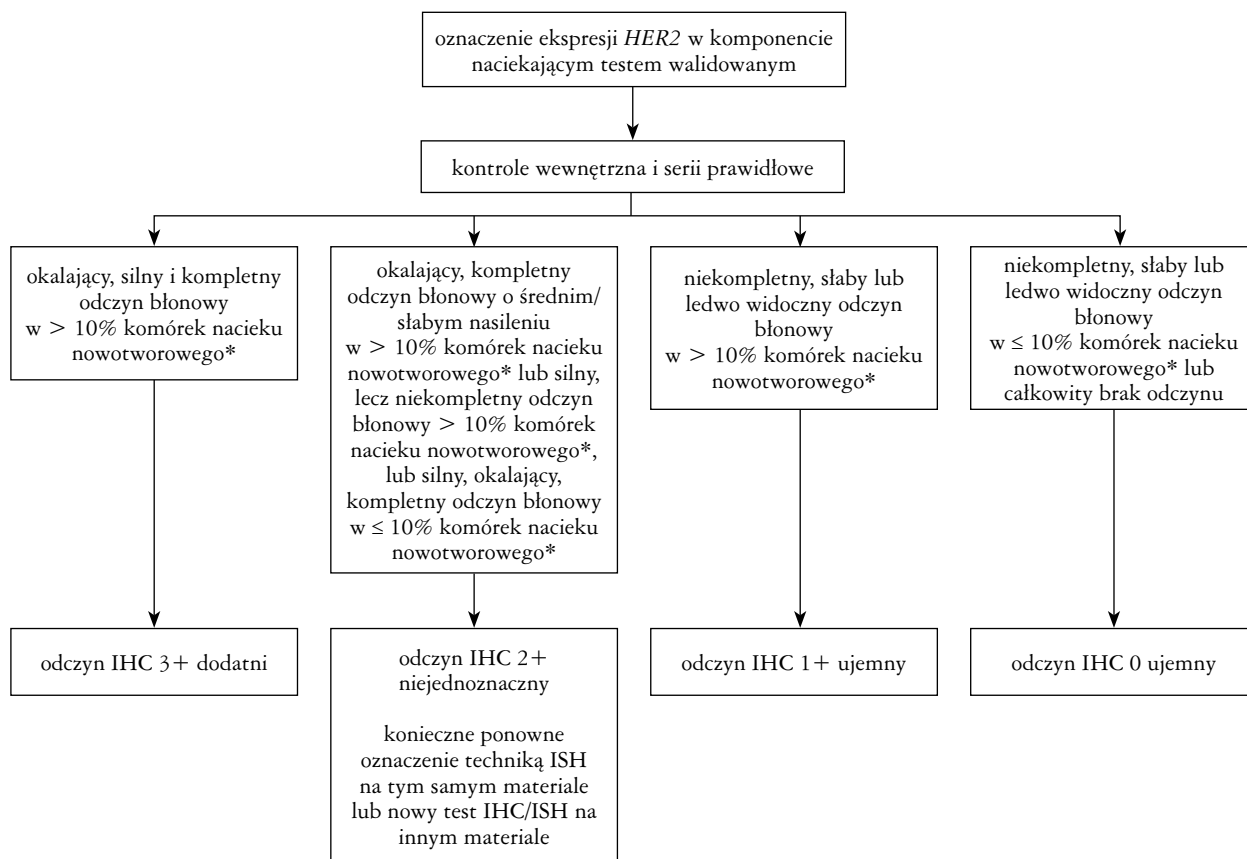 oznaczenie ekspresji HER2 w komponencie
naciekającym testem walidowanym
kontrole wewnętrzna i serii prawidłowe
okalający, silny i kompletny
odczyn błonowy
w > 10% komórek nacieku
nowotworowego*
okalający, kompletny
odczyn błonowy o średnim/
słabym nasileniu
w > 10% komórek nacieku
nowotworowego* lub silny,
lecz niekompletny odczyn
błonowy > 10% komórek
nacieku nowotworowego*,
lub silny, okalający,
kompletny odczyn błonowy
w ≤ 10% komórek nacieku
nowotworowego*
niekompletny, słaby lub
ledwo widoczny odczyn
błonowy
w > 10% komórek nacieku
nowotworowego*
niekompletny, słaby lub
ledwo widoczny odczyn
błonowy
w ≤ 10% komórek nacieku
nowotworowego* lub
całkowity brak odczynu
odczyn IHC 3+ dodatni
odczyn IHC 2+
niejednoznaczny
konieczne ponowne
oznaczenie techniką ISH
na tym samym materiale
lub nowy test IHC/ISH na
innym materiale
odczyn IHC 1+ ujemny
odczyn IHC 0 ujemny